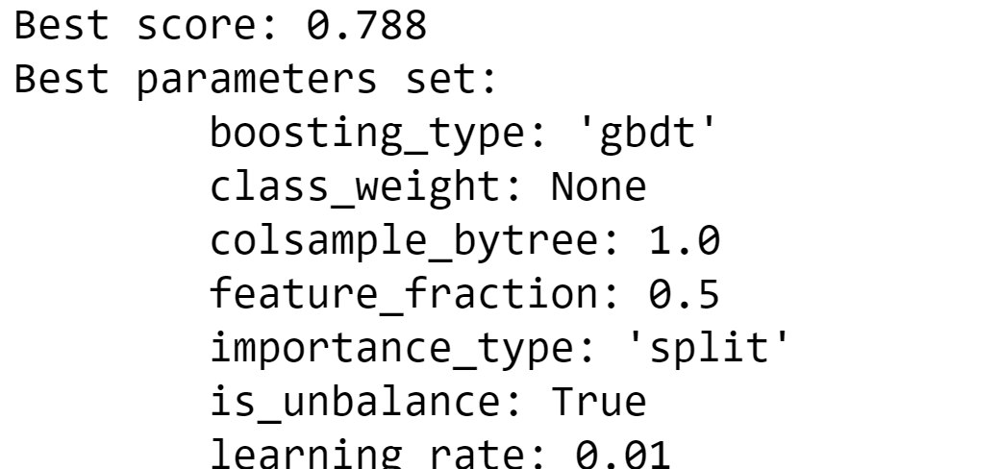 Best score: 0.788
Best parameters set:
boosting_type: 'gbdt'
class_weight: None
colsample_bytree: 1.0
feature_fraction: 0.5
importance_type: 'split'
is_unbalance: True
learning_rate: 0.01